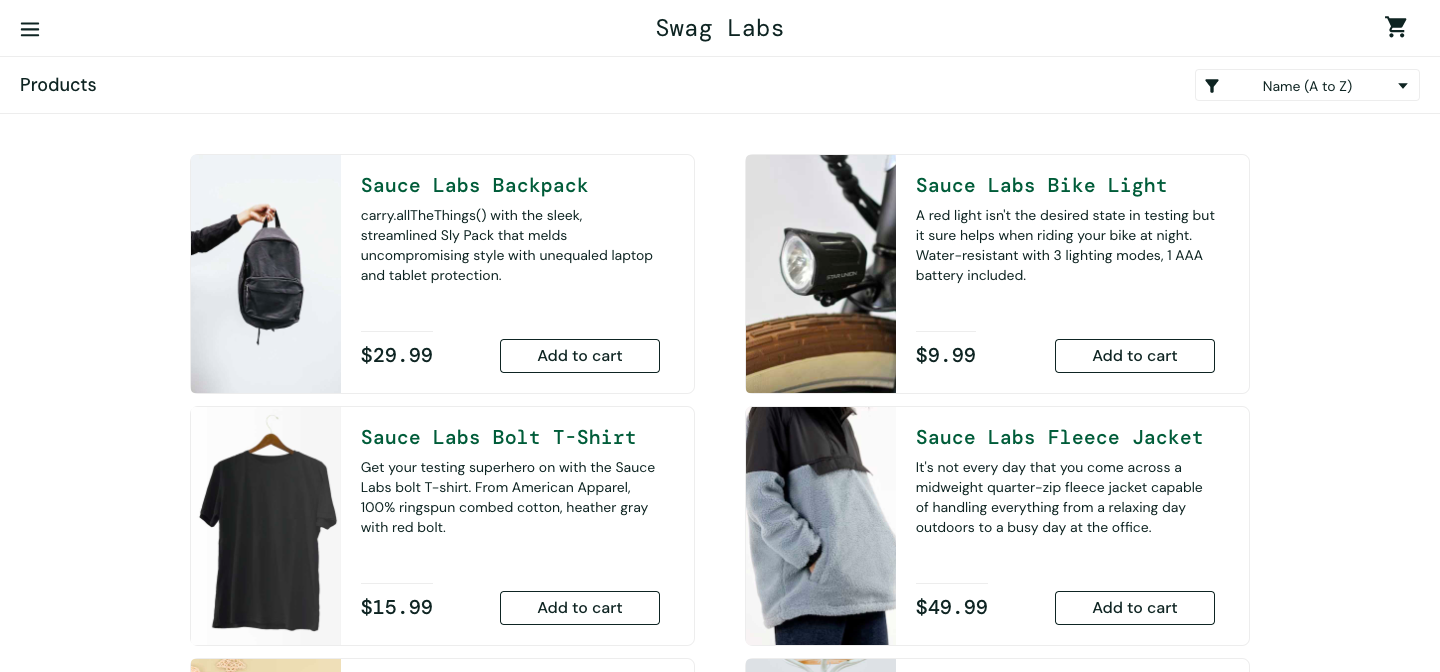 Swag Labs
Products
Name (A to Z)
Sauce Labs Backpack
carry.allTheThings() with the sleek,
streamlined Sly Pack that melds
uncompromising style with unequaled laptop
and tablet protection.
$29.99
Add to cart
Sauce Labs Bike Light
A red light isn't the desired state in testing but
it sure helps when riding your bike at night.
Water-resistant with 3 lighting modes, 1 AAA
battery included.
$9.99
Add to cart
Sauce Labs Bolt T-Shirt
Get your testing superhero on with the Sauce
Labs bolt T-shirt. From American Apparel,
100% ringspun combed cotton, heather gray
with red bolt.
$15.99
Add to cart
Sauce Labs Fleece Jacket
It's not every day that you come across a
midweight quarter-zip fleece jacket capable
of handling everything from a relaxing day
outdoors to a busy day at the office.
$49.99
Add to cart